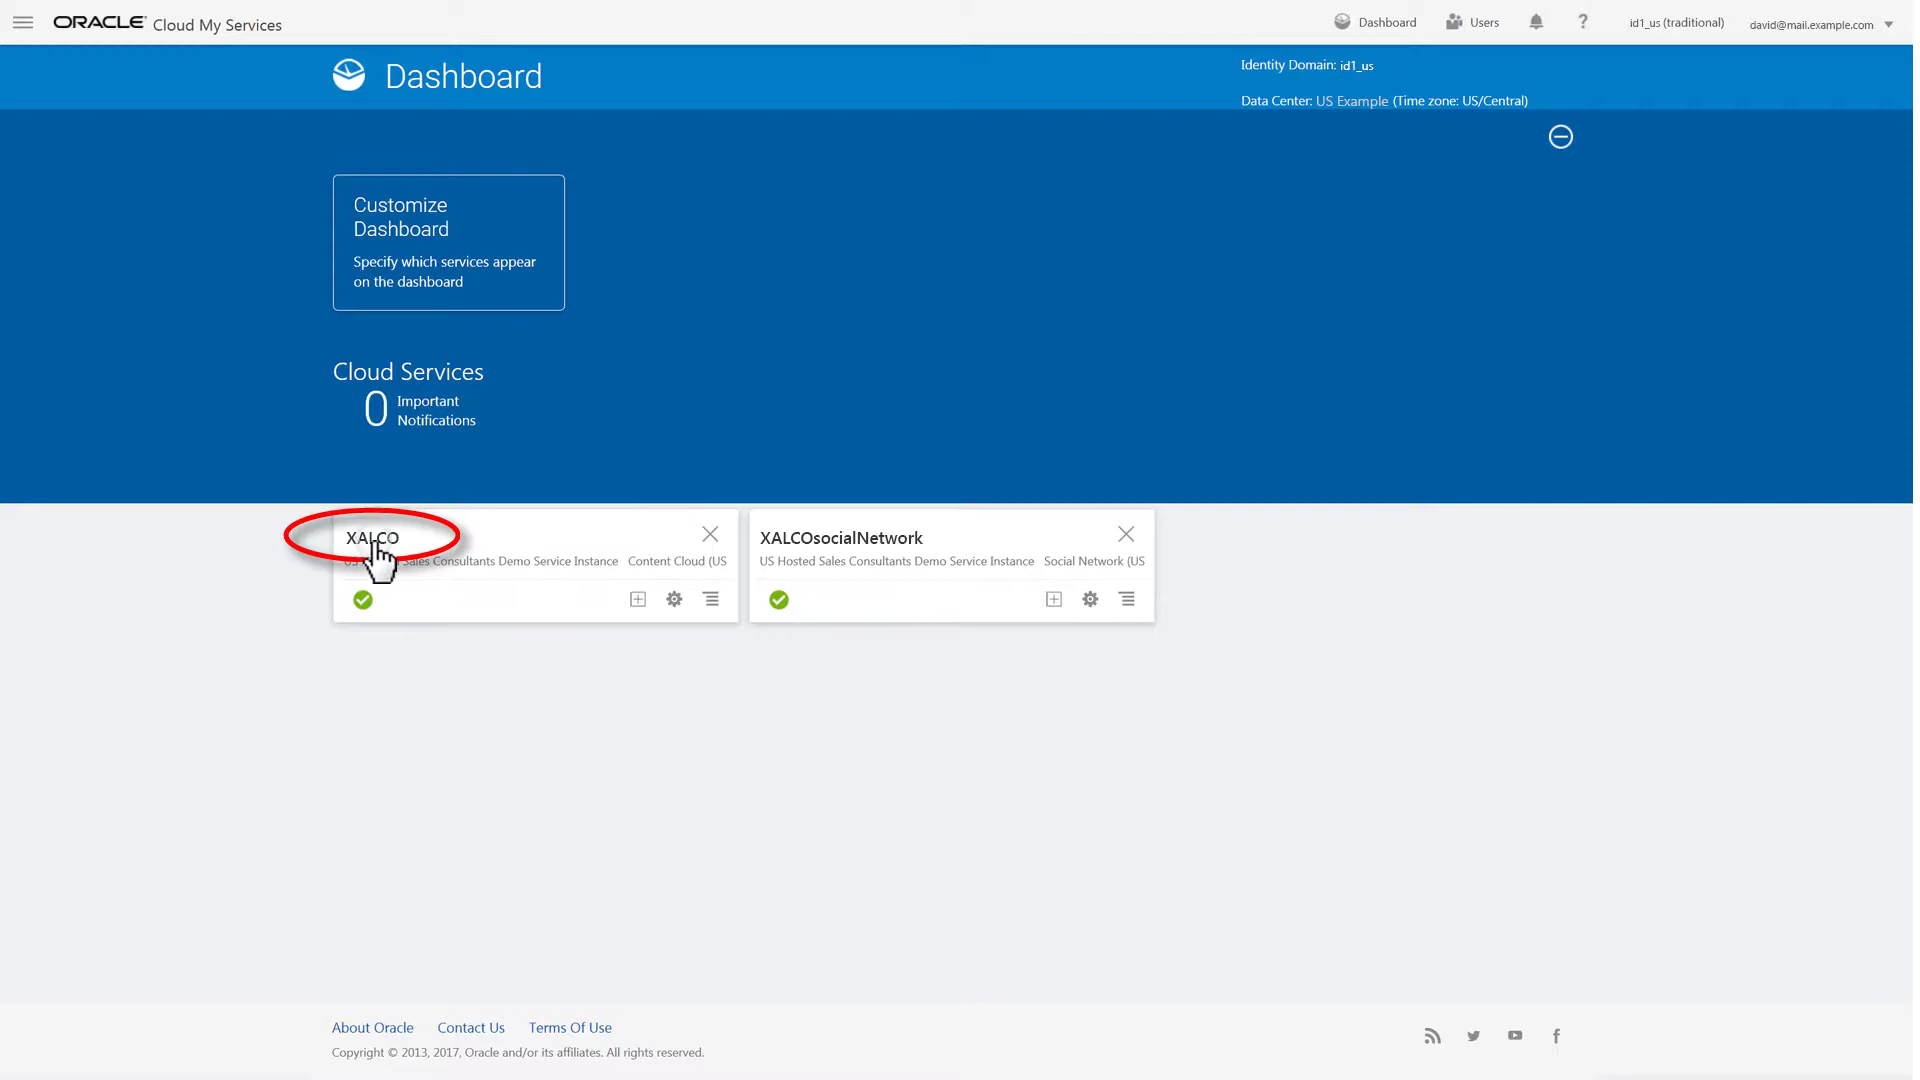 ORACLE Cloud My Services
Dashboard
Users
?
id1_us (traditional)
david@mail.example.com
Dashboard
Identity Domain: id1_us
Data Center: US Example (Time zone: US/Central)
Customize
Dashboard
Specify which services appear
on the dashboard
Cloud Services
0
Important
Notifications
XALCO
Sales Consultants Demo Service Instance
Content Cloud (US
XALCOsocialNetwork
US Hosted Sales Consultants Demo Service Instance
Social Network (US
About Oracle
Contact Us
Terms Of Use
Copyright © 2013, 2017, Oracle and/or its affiliates. All rights reserved.